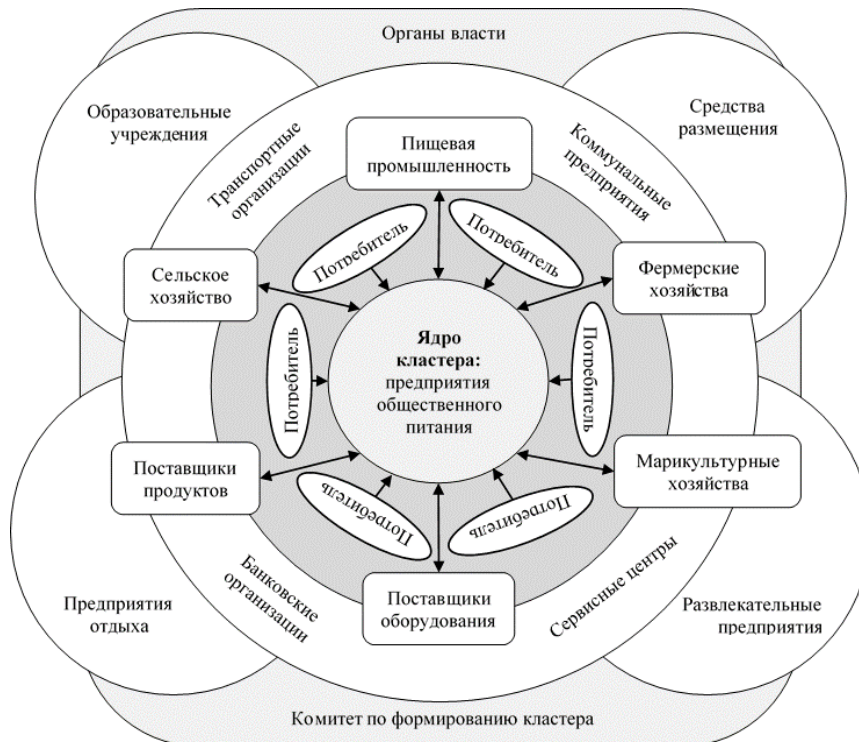 Органы власти
Образовательные
учреждения
Средства
размещения
Транспортные
организации
Коммунальные
предприятия
Пищевая
промышленность
Потребитель
Потребитель
Сельское
хозяйство
Фермерские
хозяйства
Потребитель
Ядро
кластера:
предприятия
общественного
питания
Потребитель
Поставщики
продуктов
Марикультурные
хозяйства
Потребитель
Потребитель
Банковские
организации
Поставщики
оборудования
Сервисные центры
Предприятия
отдыха
Развлекательные
предприятия
Комитет по формированию кластера